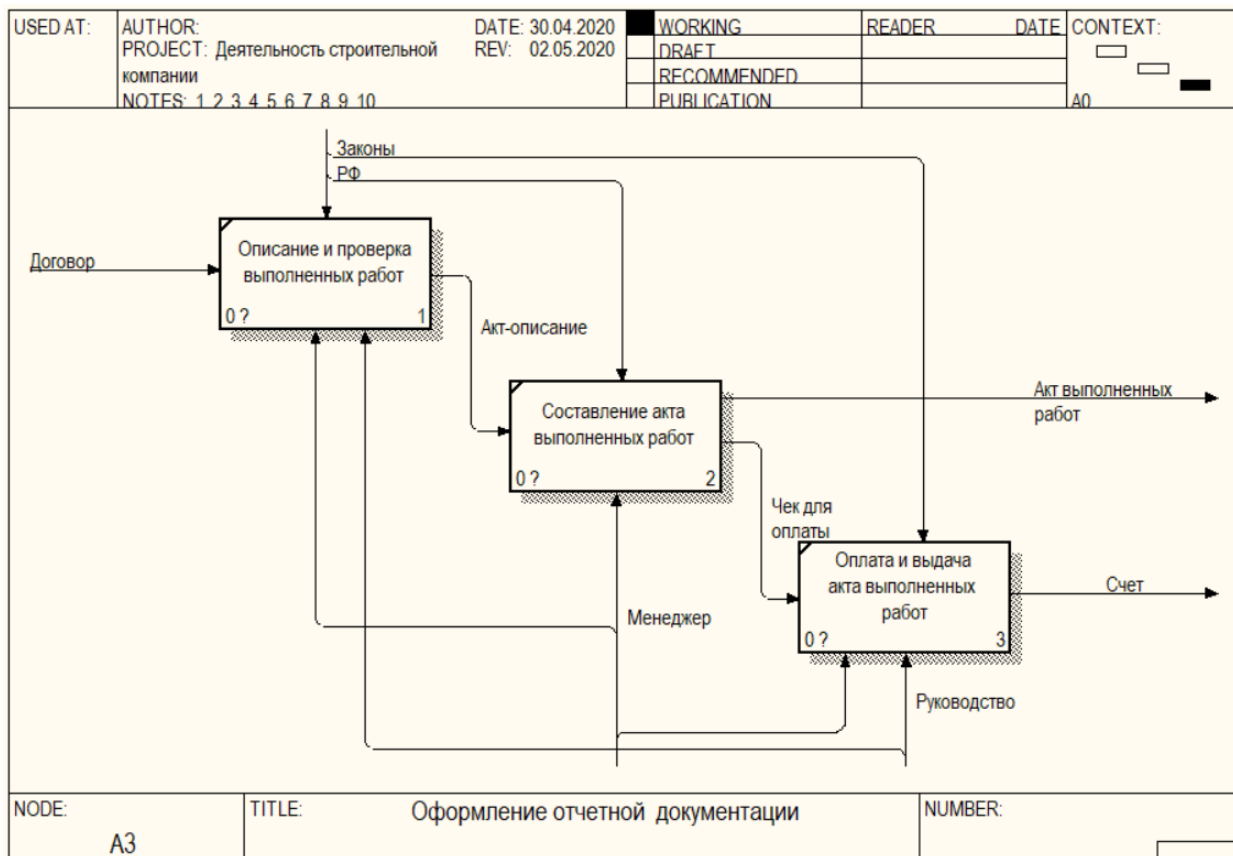 USED AT:
AUTHOR:
DATE: 30.04.2020
PROJECT: Деятельность строительной
REV: 02.05.2020
компании
NOTES: 1 2 3 4 5 6 7 8 9 10
WORKING
DRAFT
RECOMMENDED
PUBLICATION
READER
DATE
CONTEXT:
A0
Законы
РФ
Договор
Описание и проверка
выполненных работ
0 ?
1
Акт-описание
Составление акта
выполненных работ
0 ?
2
Акт выполненных
работ
Чек для
оплаты
Оплата и выдача
акта выполненных
работ
0 ?
3
Счет
Менеджер
Руководство
NODE:
A3
TITLE:
Оформление отчетной документации
NUMBER: